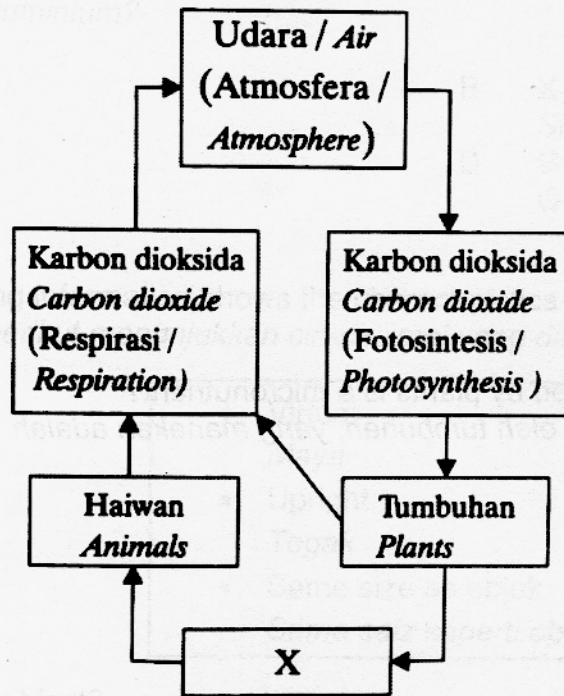 Udara / Air
(Atmosfera /
Atmosphere)
Karbon dioksida
Carbon dioxide
(Respirasi /
Respiration)
Karbon dioksida
Carbon dioxide
(Fotosintesis /
Photosynthesis )
Haiwan
Animals
Tumbuhan
Plants
X